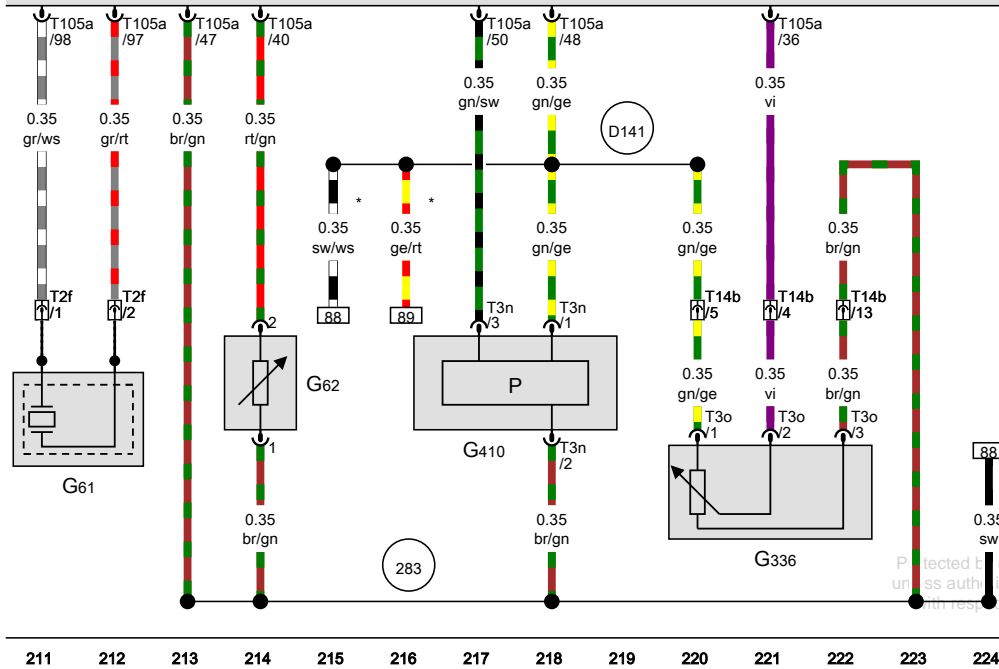 T105a T105a T105a T105a T105a T105a T105a
/98 /97 /47 /40 /50 /48 /36
0.35 0.35 0.35
gn/sw gn/ge vi
0.35 0.35 0.35 0.35
gr/ws gr/rt br/gn rt/gn
D141
* *
0.35 0.35 0.35 0.35 0.35
sw/ws ge/rt gn/ge gn/ge br/gn
T2f T2f T14b T14b T14b
/1 /2 /5 /4 /13
88 89
2 T3n T3n
/3 /1
P
G62
0.35 0.35 0.35
gn/ge vi br/gn
T3o T3o T3o
/1 /2 /3
1 G410 T3n
/2
88
G61
0.35 0.35 0.35
br/gn br/gn sw
G336
283
tected
with
211 212 213 214 215 216 217 218 219 220 221 222 223 224